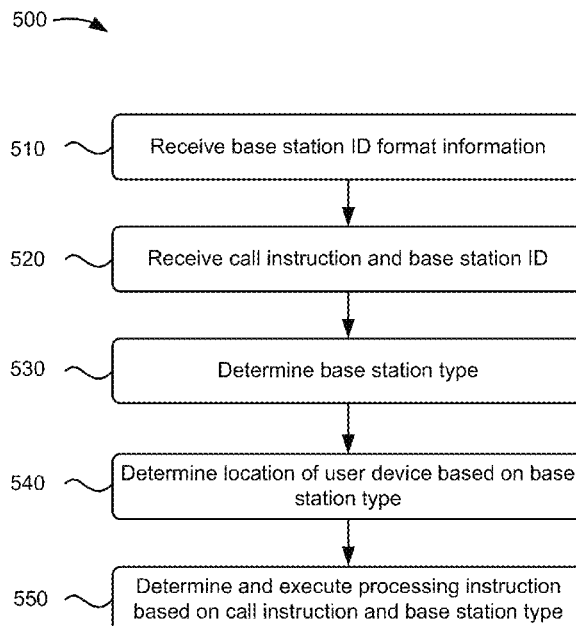 500
510
Receive base station ID format information
520
Receive call instruction and base station ID
530
Determine base station type
540
Determine location of user device based on base
station type
550
Determine and execute processing instruction
based on call instruction and base station type